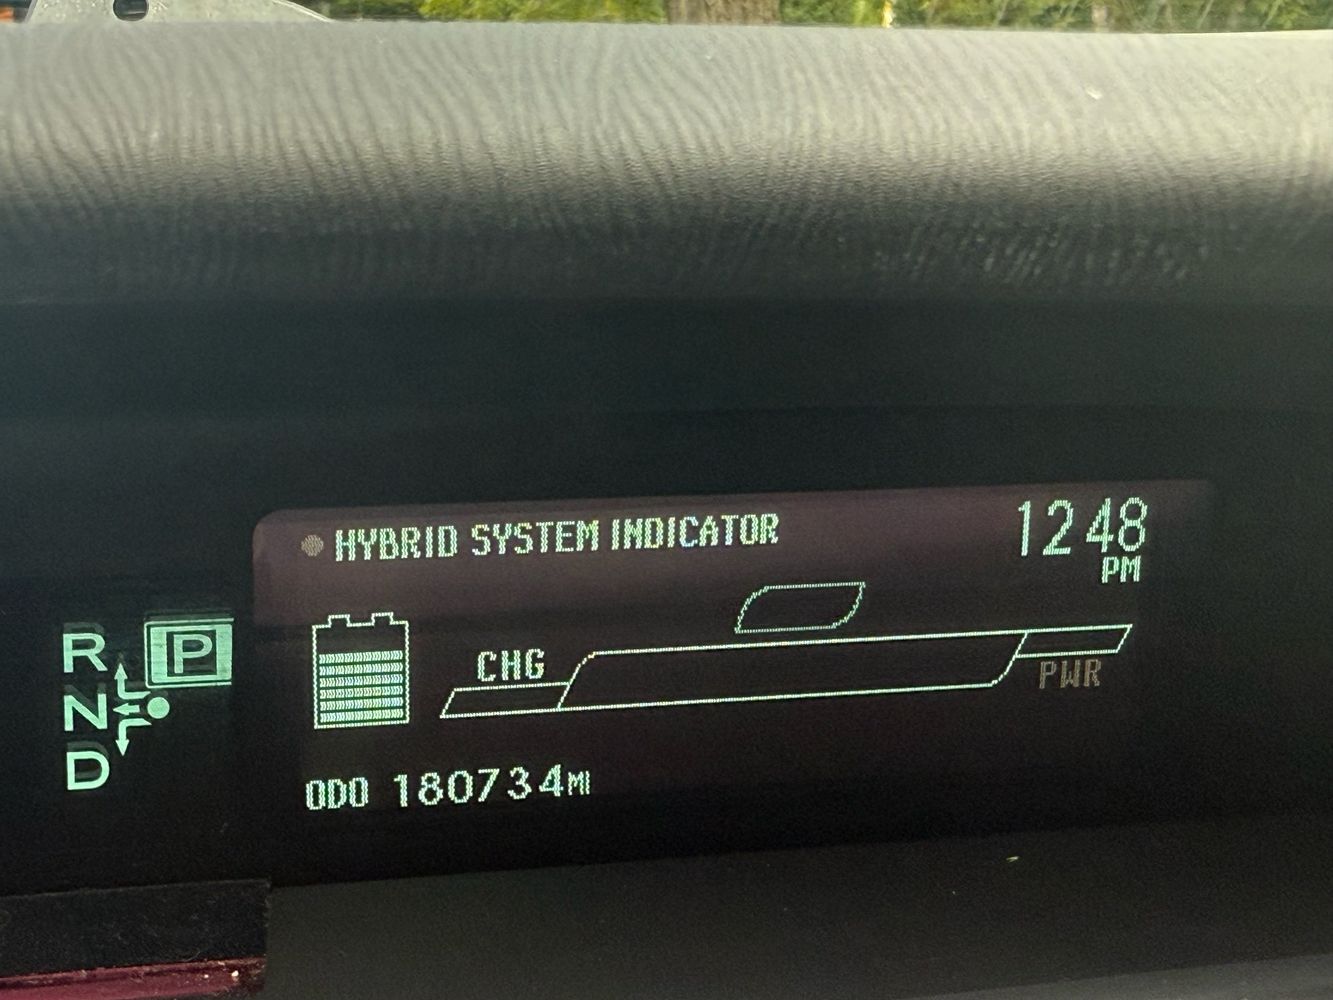 HYBRID SYSTEM INDICATOR
12 48
PM
R
P
CHG
PWR
N
D
ODO 180734MI